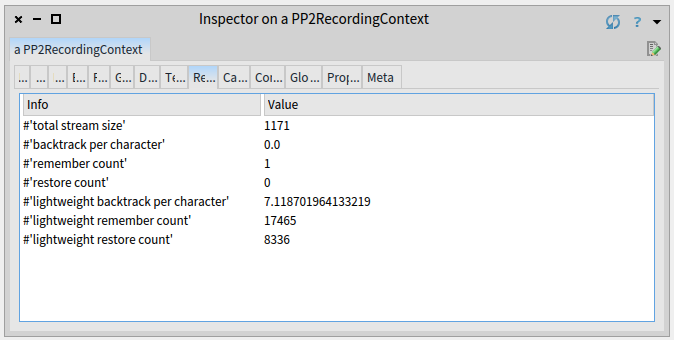 Inspector on a PP2RecordingContext
?
a PP2RecordingContext
... ... ... E... F... G... D... Te... Re... Ca... Cor... Glo... Prop... Meta
Info Value
#'total stream size' 1171
#'backtrack per character' 0.0
#'remember count' 1
#'restore count' 0
#'lightweight backtrack per character' 7.118701964133219
#'lightweight remember count' 17465
#'lightweight restore count' 8336